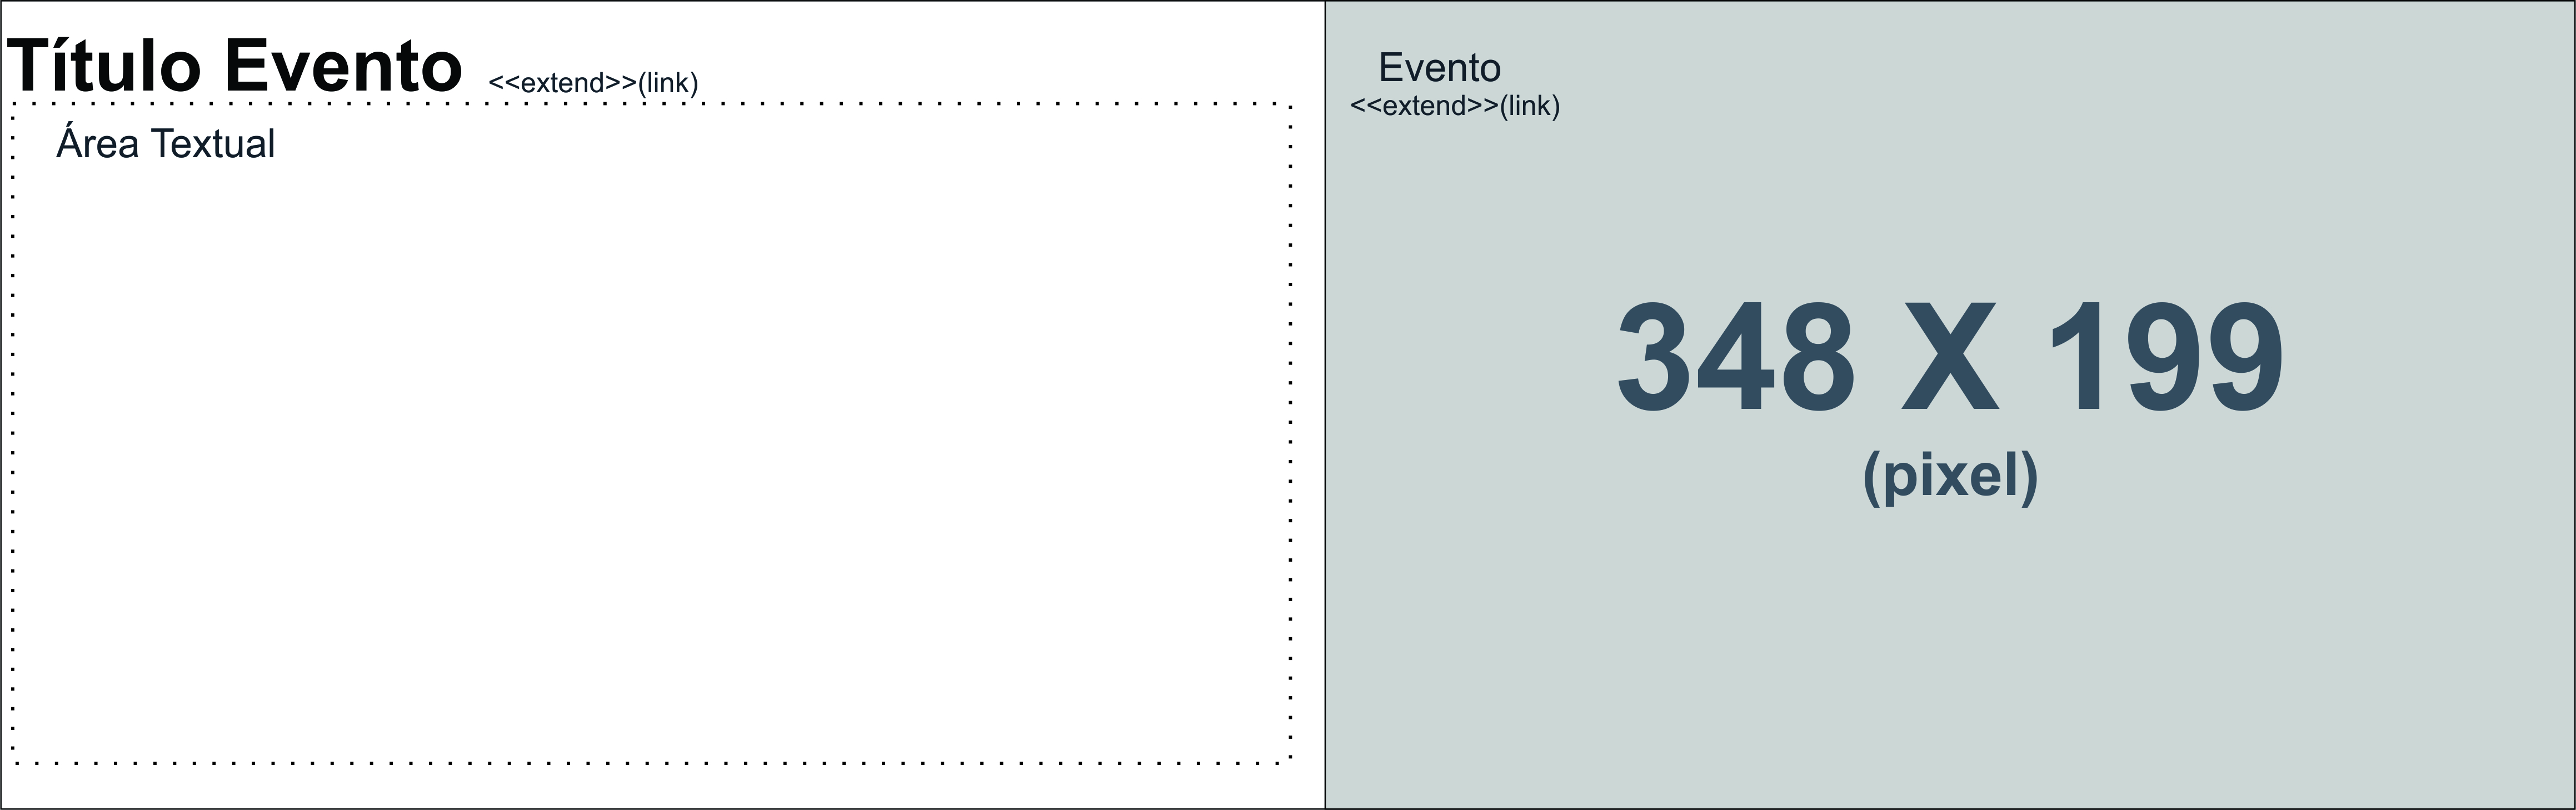 Título Evento <<extend>>(link)
Área Textual
Evento
<<extend>>(link)
348 X 199
(pixel)